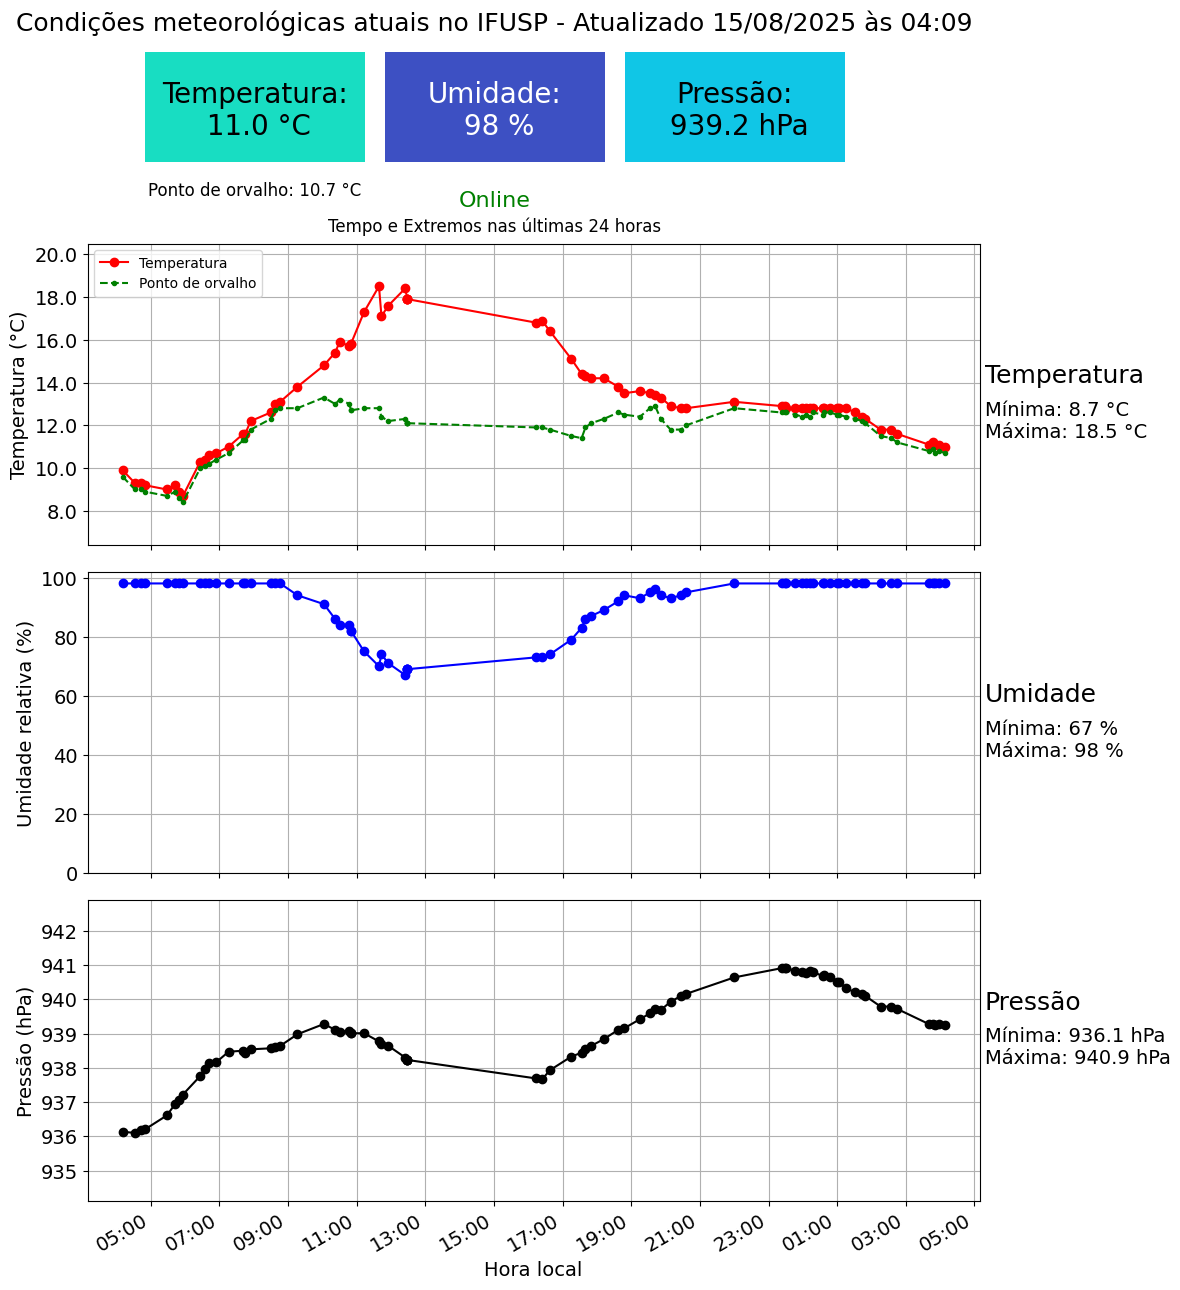 Condições meteorológicas atuais no IFUSP - Atualizado 15/08/2025 às 04:09
Temperatura:
11.0 °C
Umidade:
98 %
Pressão:
939.2 hPa
Ponto de orvalho: 10.7 °C
Online
Tempo e Extremos nas últimas 24 horas
Temperatura
Ponto de orvalho
Temperatura (°C)
20.0
18.0
16.0
14.0
12.0
10.0
8.0
Temperatura
Mínima: 8.7 °C
Máxima: 18.5 °C
Umidade relativa (%)
100
80
60
40
20
0
Umidade
Mínima: 67 %
Máxima: 98 %
Pressão (hPa)
942
941
940
939
938
937
936
935
Pressão
Mínima: 936.1 hPa
Máxima: 940.9 hPa
05:00 07:00 09:00 11:00 13:00 15:00 17:00 19:00 21:00 23:00 01:00 03:00 05:00
Hora local